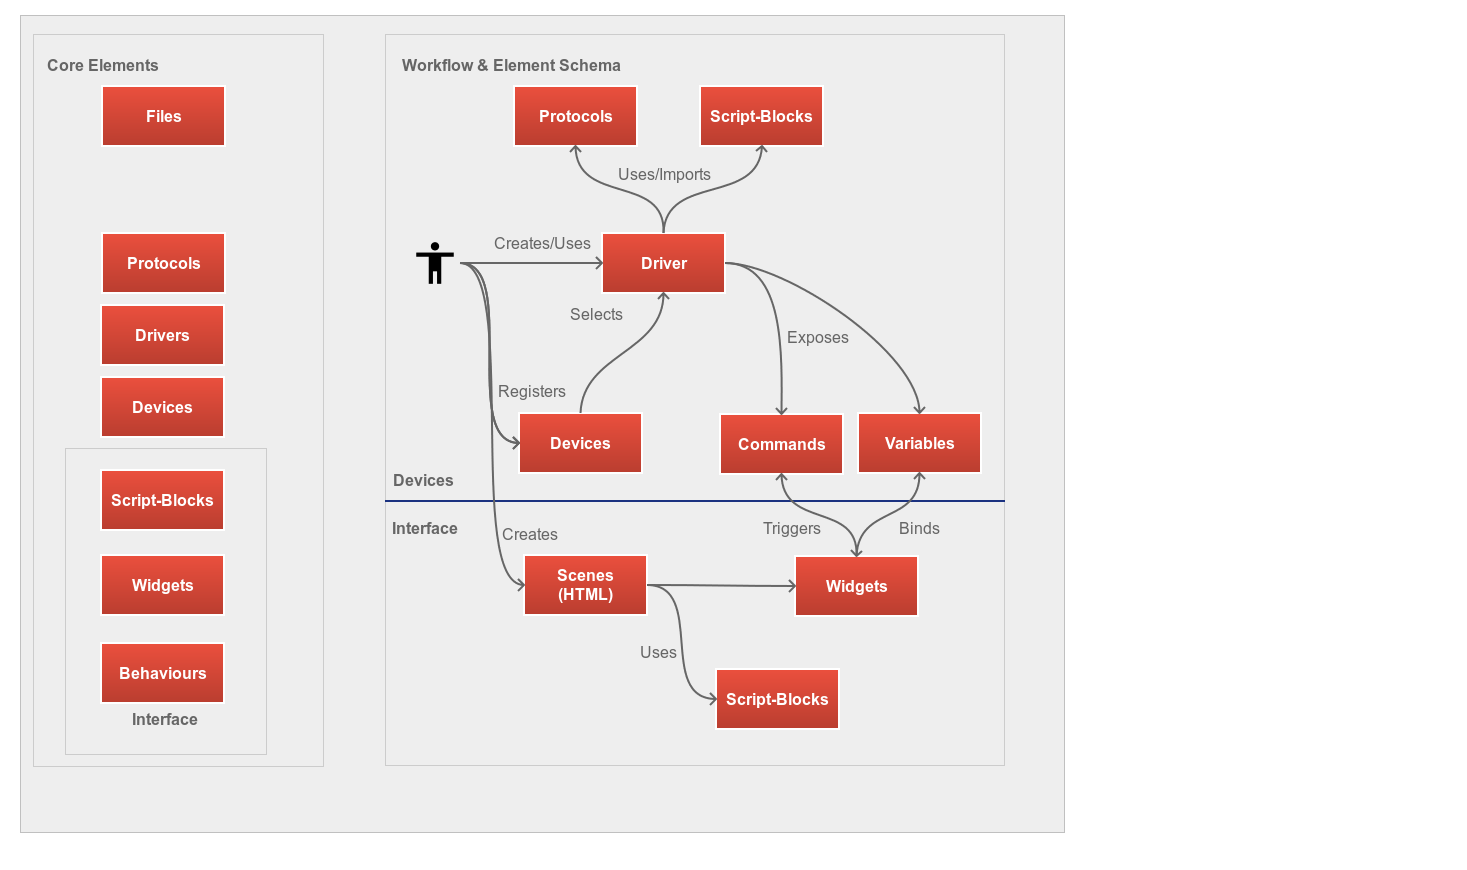 Core Elements
Files
Protocols
Drivers
Devices
Script-Blocks
Widgets
Behaviours
Interface
Workflow & Element Schema
Protocols
Script-Blocks
Uses/Imports
Creates/Uses
Driver
Selects
Exposes
Registers
Devices
Commands
Variables
Devices
Interface
Triggers
Binds
Creates
Scenes
(HTML)
Widgets
Uses
Script-Blocks